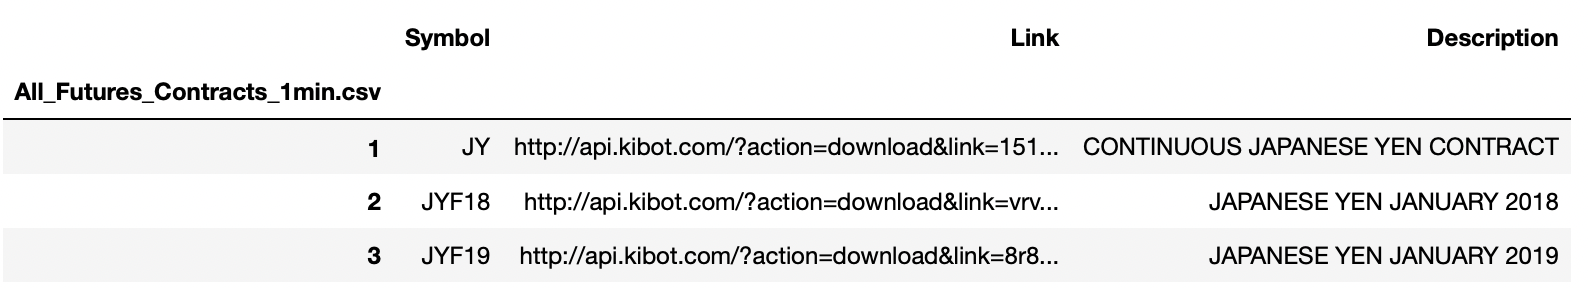 Symbol Link Description
All_Futures_Contracts_1min.csv
1 JY http://api.kibot.com/?action=download&link=151... CONTINUOUS JAPANESE YEN CONTRACT
2 JYF18 http://api.kibot.com/?action=download&link=vrv... JAPANESE YEN JANUARY 2018
3 JYF19 http://api.kibot.com/?action=download&link=8r8... JAPANESE YEN JANUARY 2019